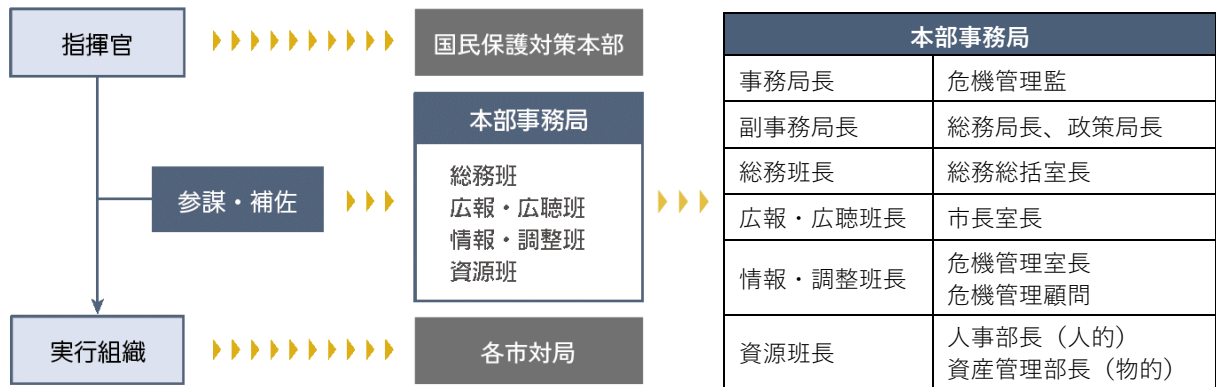 指揮官
国民保護対策本部
本部事務局
総務班
広報・広聴班
情報・調整班
資源班
参謀・補佐
実行組織
各市対局
本部事務局
事務局長 危機管理監
副事務局長 総務局長、政策局長
総務班長 総務総括室長
広報・広聴班長 市長室長
情報・調整班長 危機管理室長
危機管理顧問
資源班長 人事部長（人的）
資産管理部長（物的）